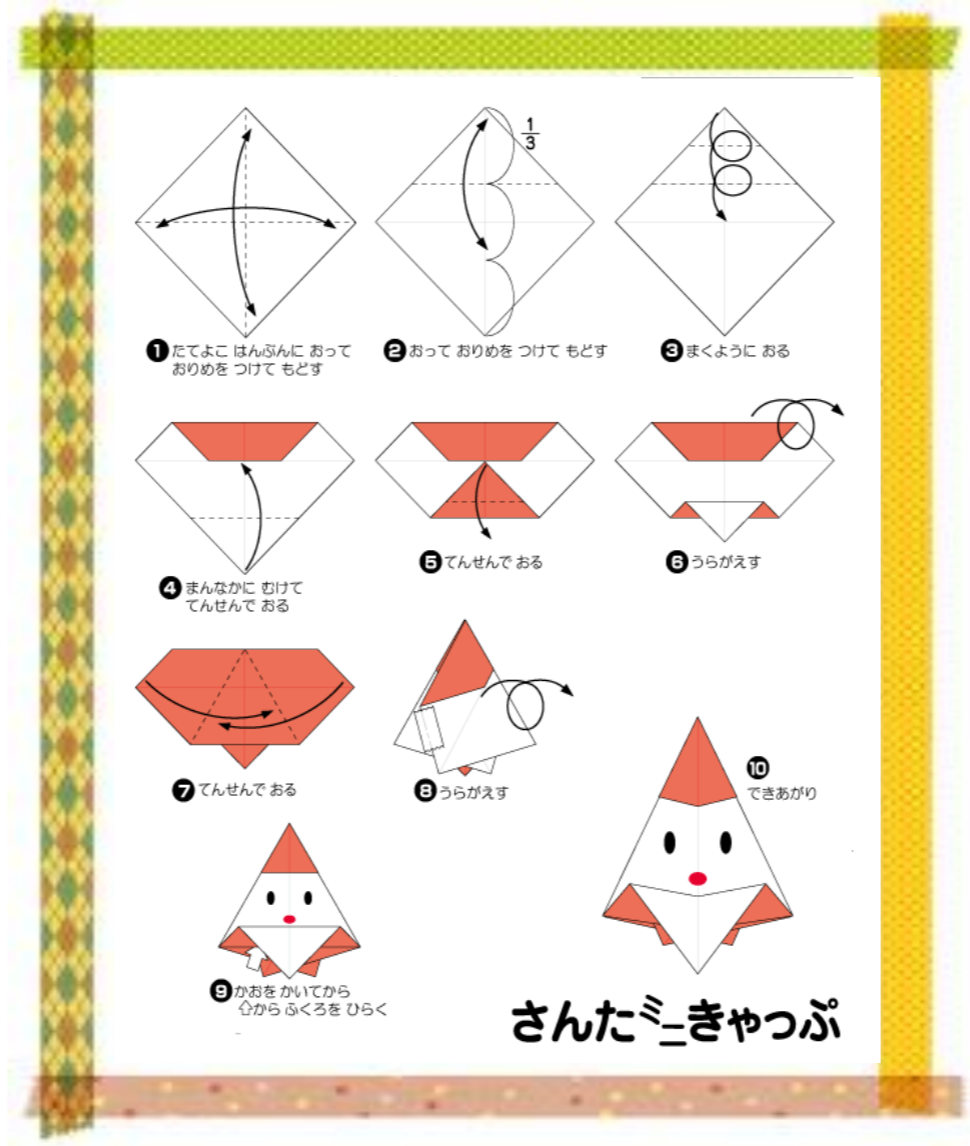 1
3
❶たてよこ はんぶんに おって
おりめを つけて もどす
❷おって おりめを つけて もどす
❸まくように おる
❹まんなかに むけて
てんせんで おる
❺てんせんで おる
❻うらがえす
❼てんせんで おる
❽うらがえす
❾かおを かいてから
⇧から ふくろを ひらく
❿
できあがり
さんたミニきゃっぷ